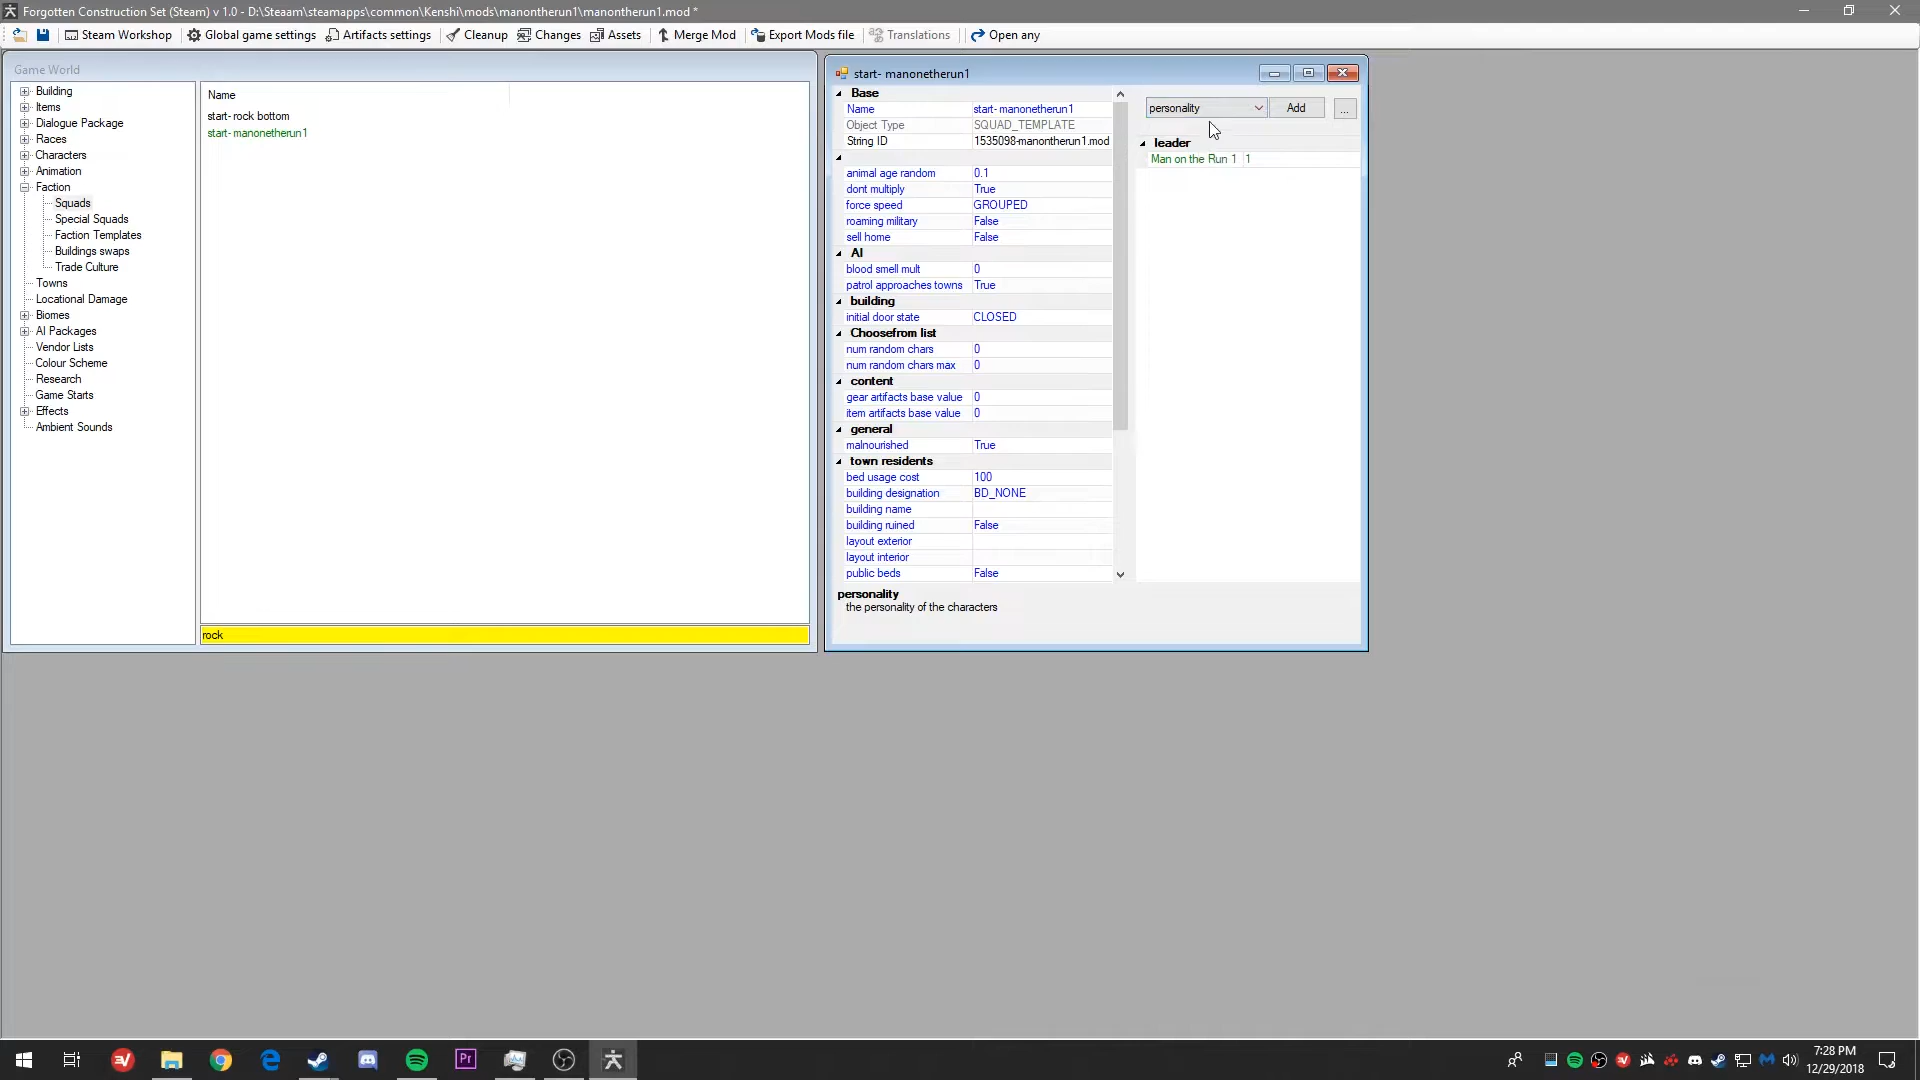 Forgotten Construction Set (Steam) v 1.0 - D:\Steaam\steamapps\common\Kenshi\mods\manontherun1\manontherun1.mod *
Steam Workshop Global game settings Artifacts settings Cleanup Changes Assets Merge Mod Export Mods file Translations Open any
Game World
Building
Items
Dialogue Package
Races
Characters
Animation
Faction
Squads
Special Squads
Faction Templates
Buildings swaps
Trade Culture
Towns
Locational Damage
Biomes
AI Packages
Vendor Lists
Colour Scheme
Research
Game Starts
Effects
Ambient Sounds
Name
start- rock bottom
start- manonetherun1
rock
start- manonetherun1
Base
Name start- manonetherun1
Object Type SQUAD_TEMPLATE
String ID 1535098-manontherun1.mod
animal age random 0.1
dont multiply True
force speed GROUPED
roaming military False
sell home False
AI
blood smell mult 0
patrol approaches towns True
building
initial door state CLOSED
Choosefrom list
num random chars 0
num random chars max 0
content
gear artifacts base value 0
item artifacts base value 0
general
malnourished True
town residents
bed usage cost 100
building designation BD_NONE
building name
building ruined False
layout exterior
layout interior
public beds False
personality
the personality of the characters
personality Add ...
leader
Man on the Run 1 1
Pr
7:28 PM
12/29/2018